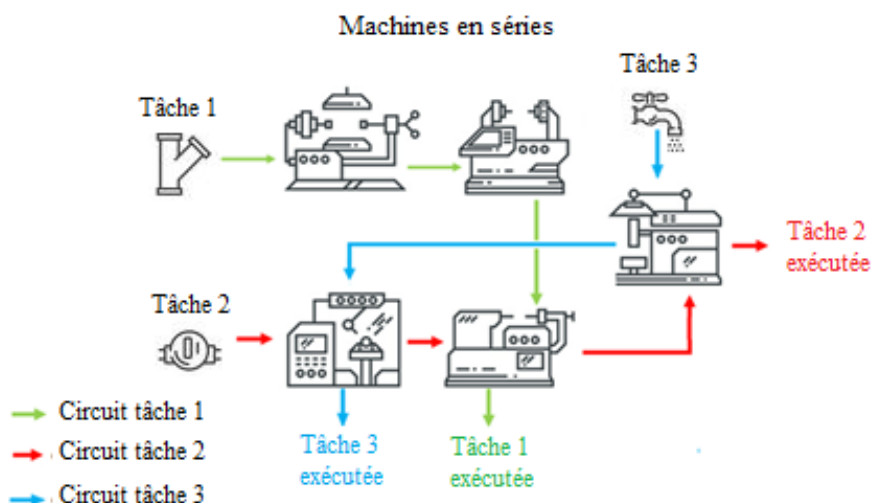 Machines en séries
Tâche 3
Tâche 1
Tâche 2
exécutée
Tâche 2
Circuit tâche 1
Circuit tâche 2
Circuit tâche 3
Tâche 3
exécutée
Tâche 1
exécutée